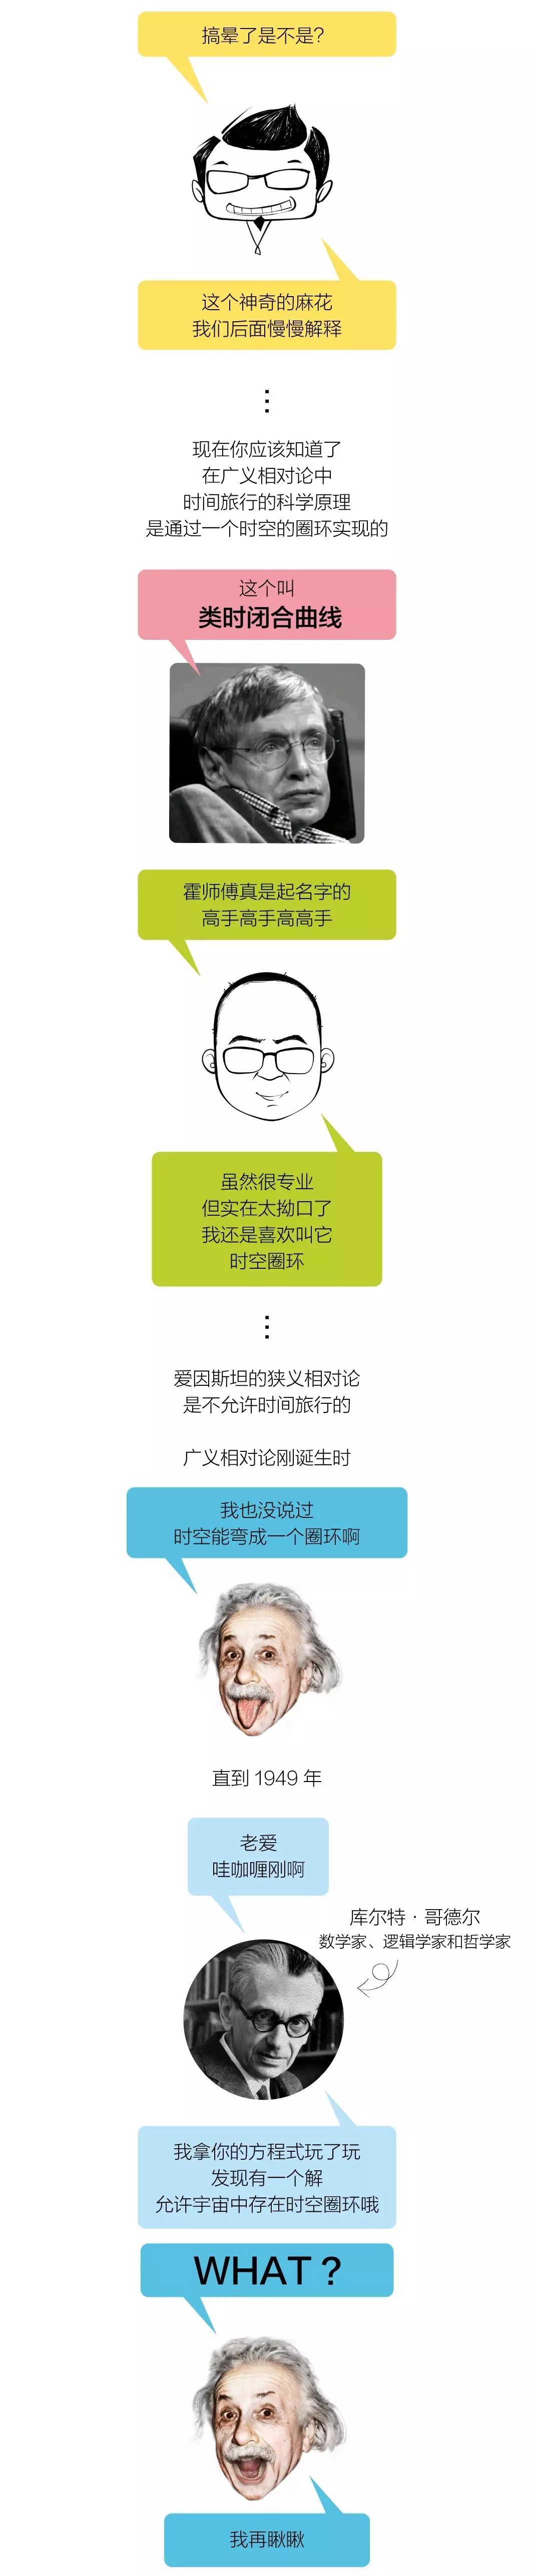 搞晕了是不是？
这个神奇的麻花
我们后面慢慢解释
⋮
现在你应该知道了
在广义相对论中
时间旅行的科学原理
是通过一个时空的圈环实现的
这个叫
类时闭合曲线
霍师傅真是起名字的
高手高手高高手
虽然很专业
但实在太拗口了
我还是喜欢叫它
时空圈环
⋮
爱因斯坦的狭义相对论
是不允许时间旅行的
广义相对论刚诞生时
我也没说过
时空能弯成一个圈环啊
直到 1949 年
老爱
哇咖喱刚啊
库尔特 · 哥德尔
数学家、逻辑学家和哲学家
我拿你的方程式玩了玩
发现有一个解
允许宇宙中存在时空圈环哦
WHAT？
我再瞅瞅